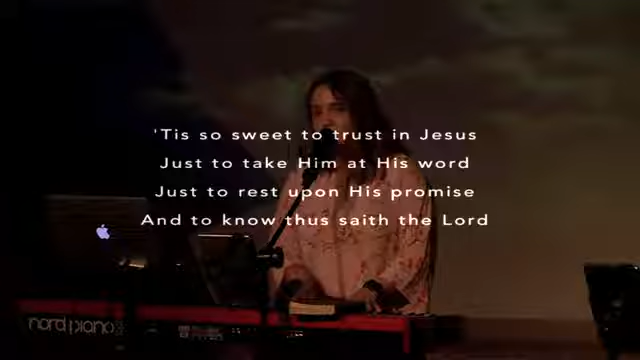 'Tis so sweet to trust in Jesus
Just to take Him at His word
Just to rest upon His promise
And to know thus saith the Lord
nord piano